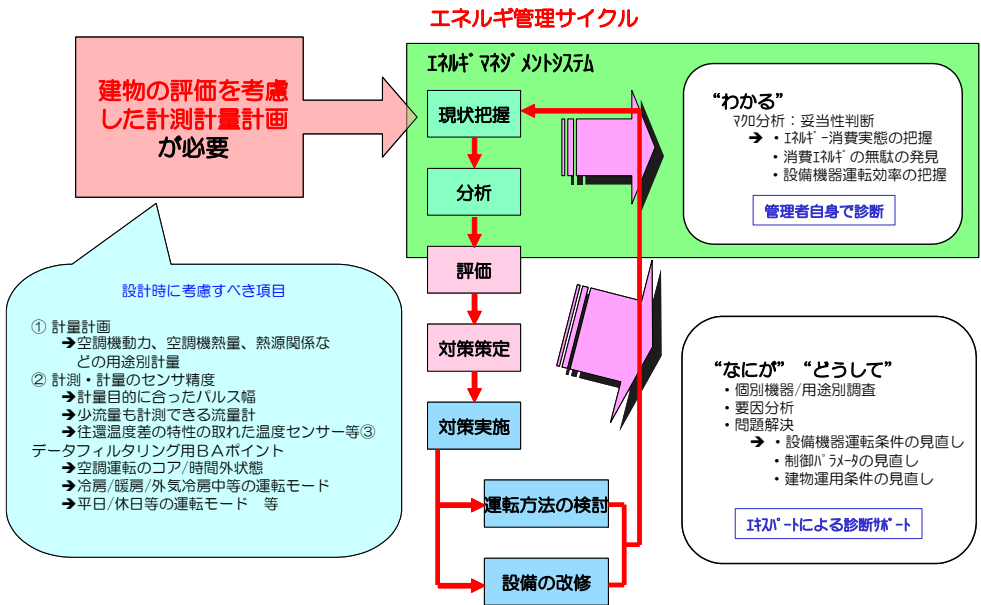 エネルギ管理サイクル
建物の評価を考慮
した計測計量計画
が必要
ｴﾈﾙｷﾞﾏﾈｼﾞﾒﾝﾄｼｽﾃﾑ
現状把握
分析
評価
対策策定
対策実施
運転方法の検討
設備の改修
“わかる”
ﾏｸﾛ分析：妥当性判断
➔ ・ｴﾈﾙｷﾞｰ消費実態の把握
・消費ｴﾈﾙｷﾞの無駄の発見
・設備機器運転効率の把握
管理者自身で診断
設計時に考慮すべき項目
① 計量計画
➔空調機動力、空調機熱量、熱源関係な
どの用途別計量
② 計測・計量のセンサ精度
➔計量目的に合ったパルス幅
➔少流量も計測できる流量計
➔往還温度差の特性の取れた温度センサー等③
データフィルタリング用ＢＡポイント
➔空調運転のコア/時間外状態
➔冷房/暖房/外気冷房中等の運転モード
➔平日/休日等の運転モード　等
“なにが” “どうして”
・個別機器/用途別調査
・要因分析
・問題解決
➔ ・設備機器運転条件の見直し
・制御ﾊﾟﾗﾒｰﾀの見直し
・建物運用条件の見直し
ｴｷｽﾊﾟｰﾄによる診断ｻﾎﾟｰﾄ